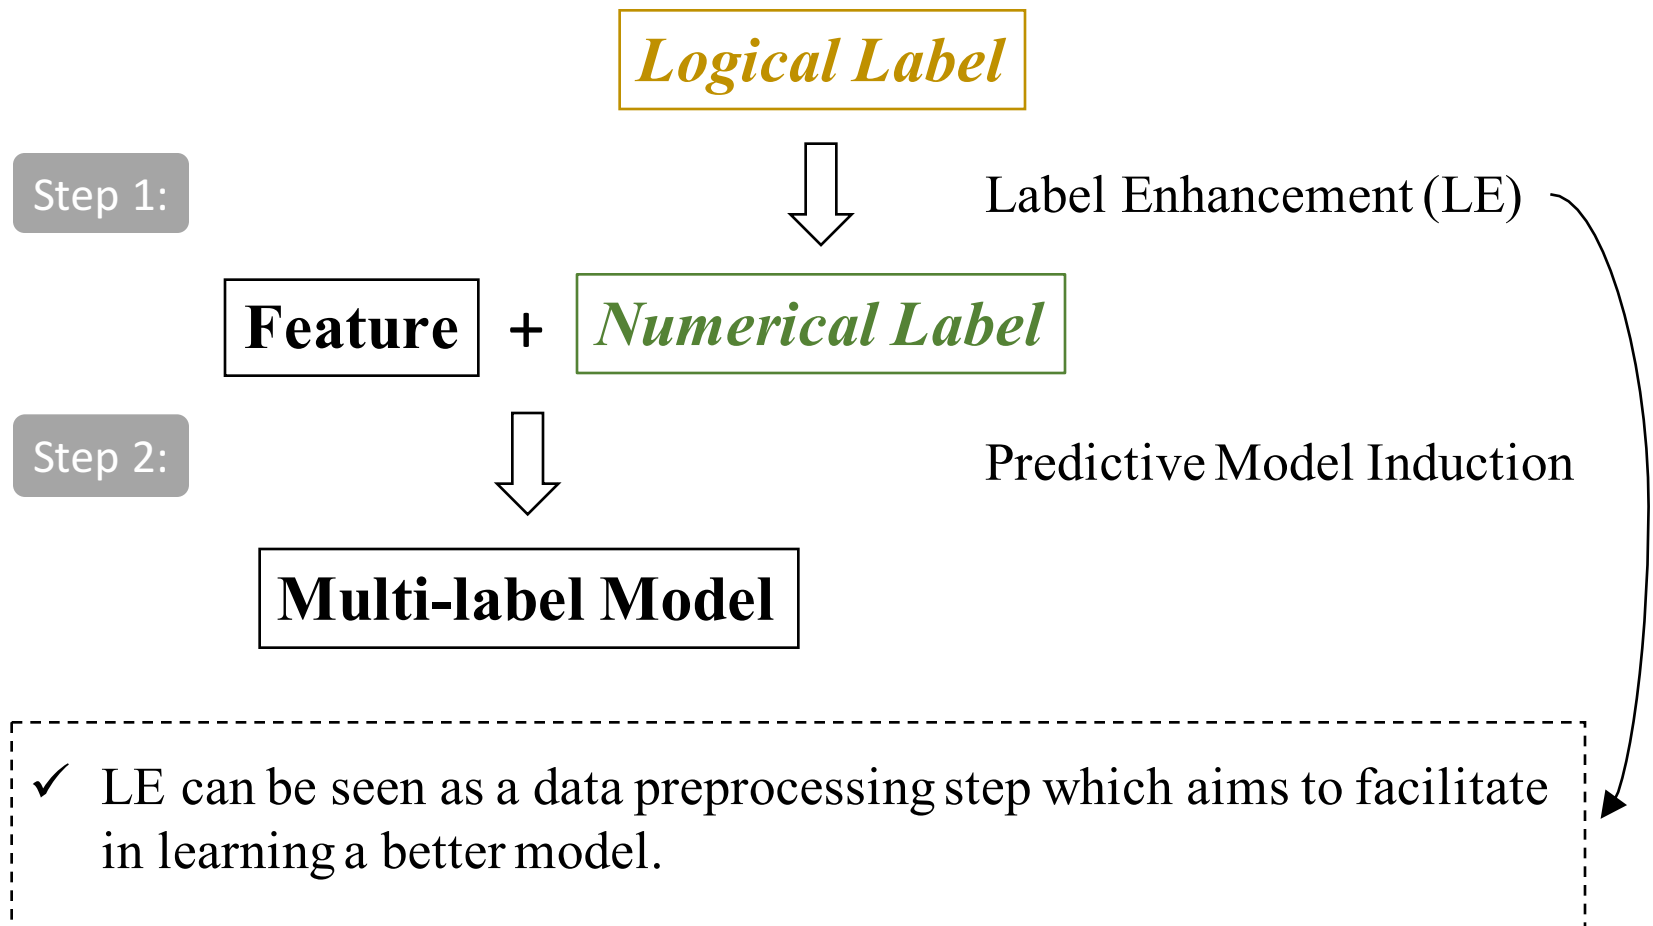 Logical Label
Step 1:
Label Enhancement (LE)
Feature + Numerical Label
Step 2:
Predictive Model Induction
Multi-label Model
✓ LE can be seen as a data preprocessing step which aims to facilitate
in learning a better model.